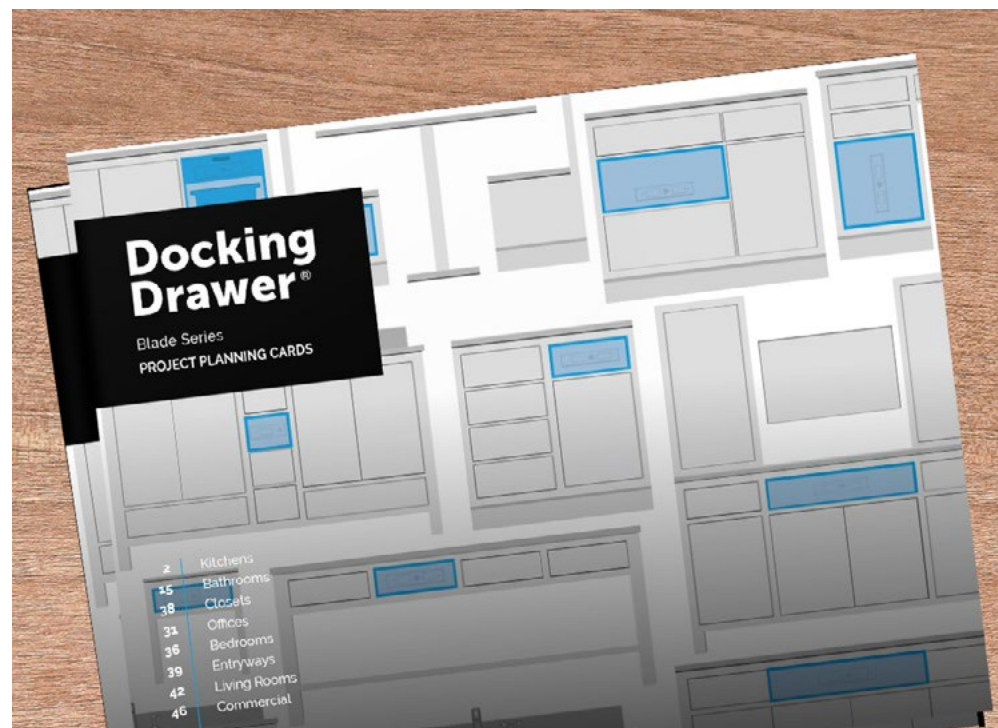 Docking
Drawer®
Blade Series
PROJECT PLANNING CARDS
2 Kitchens
15 Bathrooms
38 Closets
31 Offices
36 Bedrooms
39 Entryways
42 Living Rooms
46 Commercial